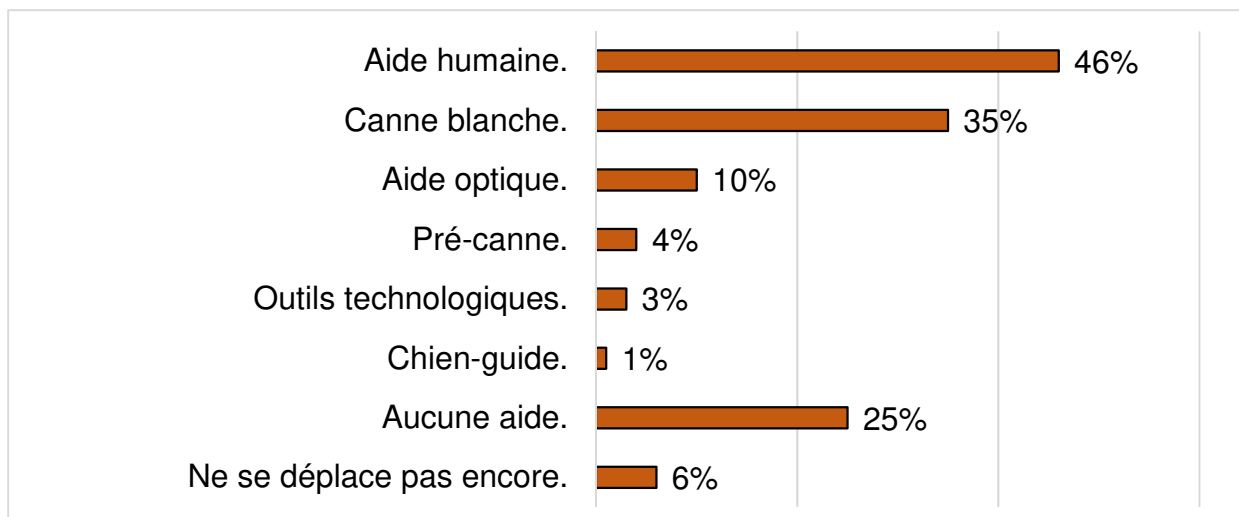 Aide humaine. 46%
Canne blanche. 35%
Aide optique. 10%
Pré-canne. 4%
Outils technologiques. 3%
Chien-guide. 1%
Aucune aide. 25%
Ne se déplace pas encore. 6%